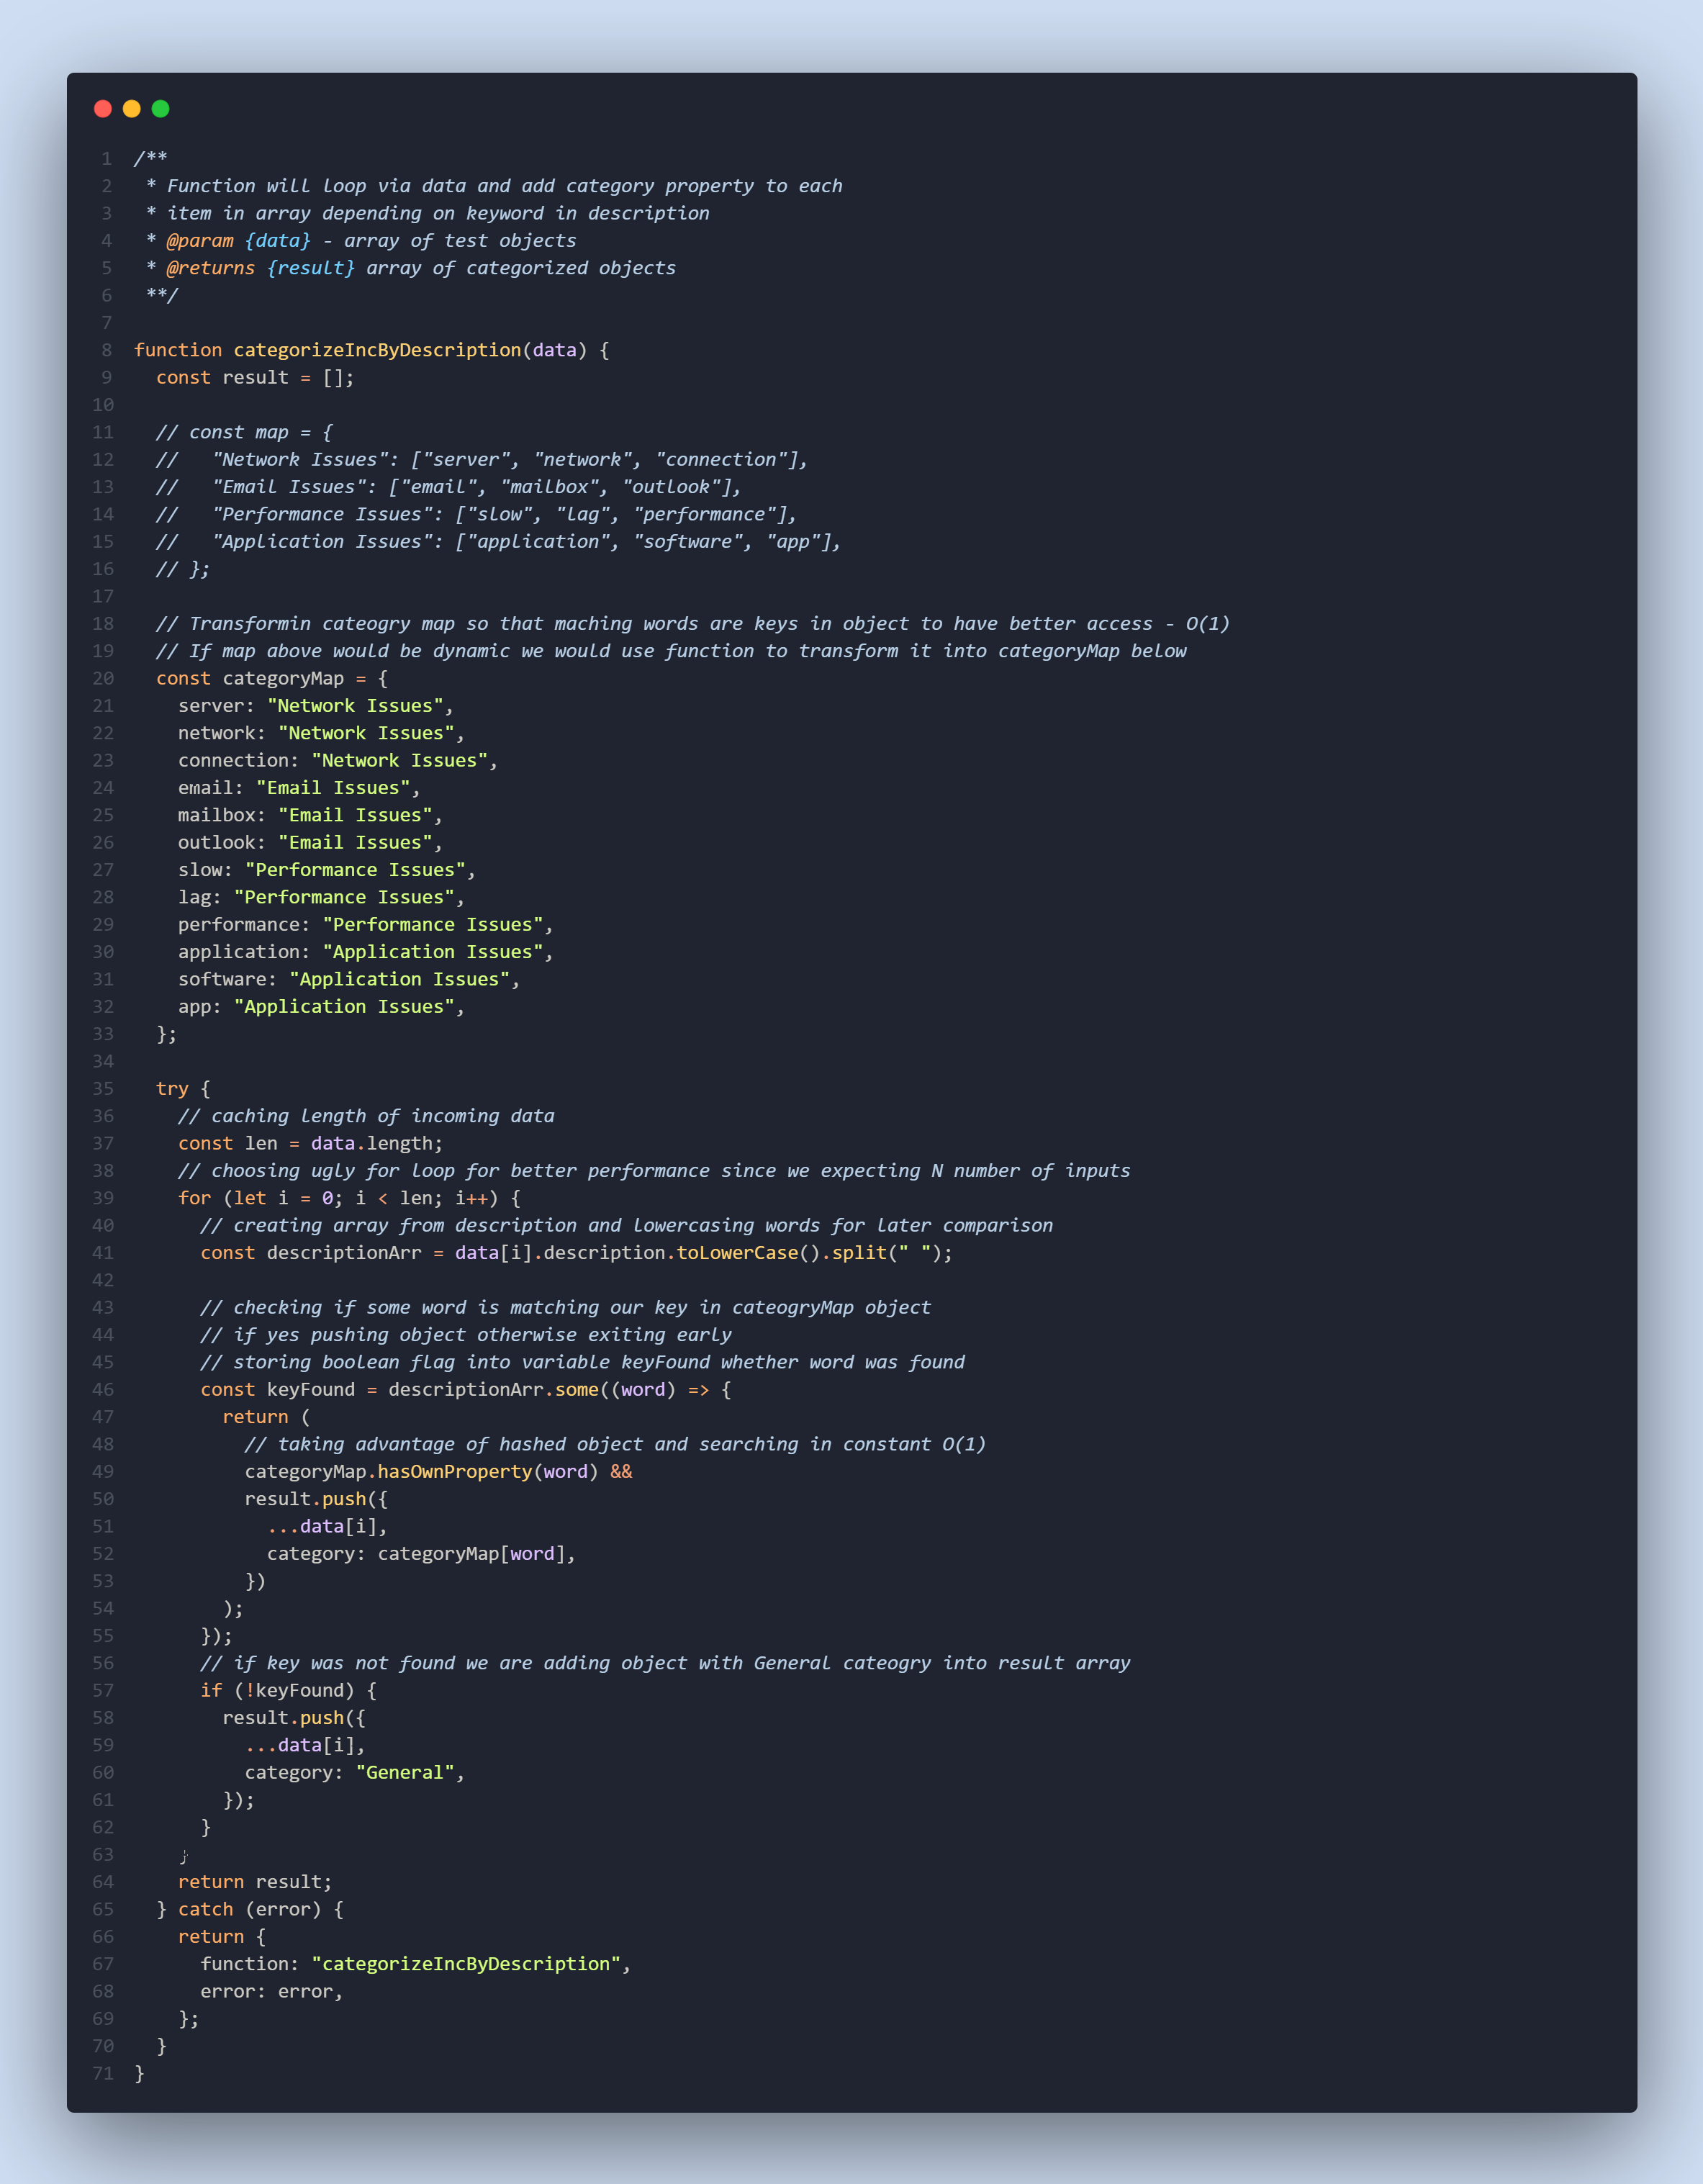 1 /**
2  * Function will loop via data and add category property to each
3  * item in array depending on keyword in description
4  * @param {data} - array of test objects
5  * @returns {result} array of categorized objects
6  **/
7
8 function categorizeIncByDescription(data) {
9   const result = [];
10
11   // const map = {
12   //   "Network Issues": ["server", "network", "connection"],
13   //   "Email Issues": ["email", "mailbox", "outlook"],
14   //   "Performance Issues": ["slow", "lag", "performance"],
15   //   "Application Issues": ["application", "software", "app"],
16   // };
17
18   // Transformin cateogry map so that maching words are keys in object to have better access - O(1)
19   // If map above would be dynamic we would use function to transform it into categoryMap below
20   const categoryMap = {
21     server: "Network Issues",
22     network: "Network Issues",
23     connection: "Network Issues",
24     email: "Email Issues",
25     mailbox: "Email Issues",
26     outlook: "Email Issues",
27     slow: "Performance Issues",
28     lag: "Performance Issues",
29     performance: "Performance Issues",
30     application: "Application Issues",
31     software: "Application Issues",
32     app: "Application Issues",
33   };
34
35   try {
36     // caching length of incoming data
37     const len = data.length;
38     // choosing ugly for loop for better performance since we expecting N number of inputs
39     for (let i = 0; i < len; i++) {
40       // creating array from description and lowercasing words for later comparison
41       const descriptionArr = data[i].description.toLowerCase().split(" ");
42
43       // checking if some word is matching our key in cateogryMap object
44       // if yes pushing object otherwise exiting early
45       // storing boolean flag into variable keyFound whether word was found
46       const keyFound = descriptionArr.some((word) => {
47         return (
48           // taking advantage of hashed object and searching in constant O(1)
49           categoryMap.hasOwnProperty(word) &&
50           result.push({
51             ...data[i],
52             category: categoryMap[word],
53           })
54         );
55       });
56       // if key was not found we are adding object with General cateogry into result array
57       if (!keyFound) {
58         result.push({
59           ...data[i],
60           category: "General",
61         });
62       }
63     }
64     return result;
65   } catch (error) {
66     return {
67       function: "categorizeIncByDescription",
68       error: error,
69     };
70   }
71 }